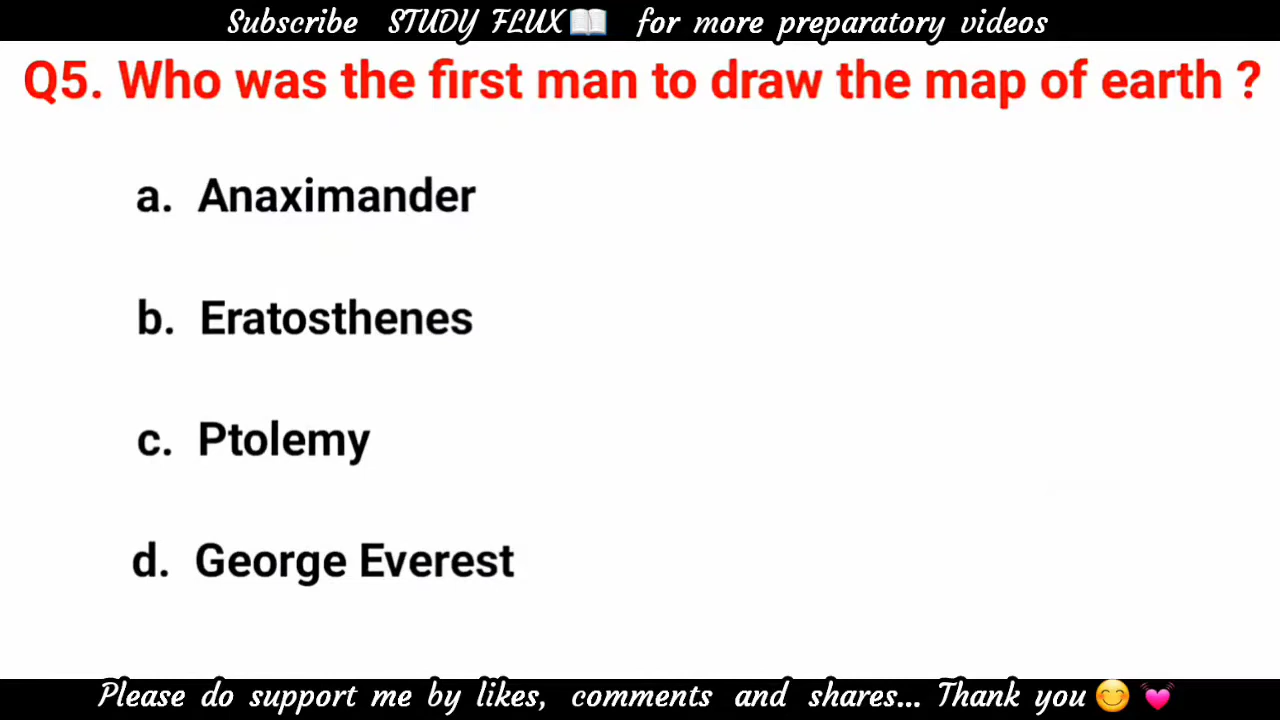 Subscribe STUDY FLUX📖 for more preparatory videos
Q5. Who was the first man to draw the map of earth ?
a. Anaximander
b. Eratosthenes
c. Ptolemy
d. George Everest
Please do support me by likes, comments and shares... Thank you 😊 💓